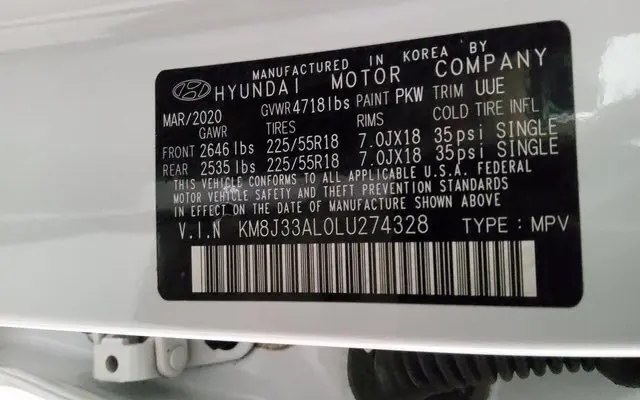 MANUFACTURED IN KOREA BY
HYUNDAI MOTOR COMPANY
MAR/2020 GVWR 4718lbs PAINT PKW TRIM UUE
GAWR TIRES RIMS COLD TIRE INFL
FRONT 2646lbs 225/55R18 7.0JX18 35psi SINGLE
REAR 2535lbs 225/55R18 7.0JX18 35psi SINGLE
THIS VEHICLE CONFORMS TO ALL APPLICABLE U.S.A. FEDERAL
MOTOR VEHICLE SAFETY AND THEFT PREVENTION STANDARDS
IN EFFECT ON THE DATE OF MANUFACTURE SHOWN ABOVE
V.I.N KM8J33AL0LU274328 TYPE : MPV